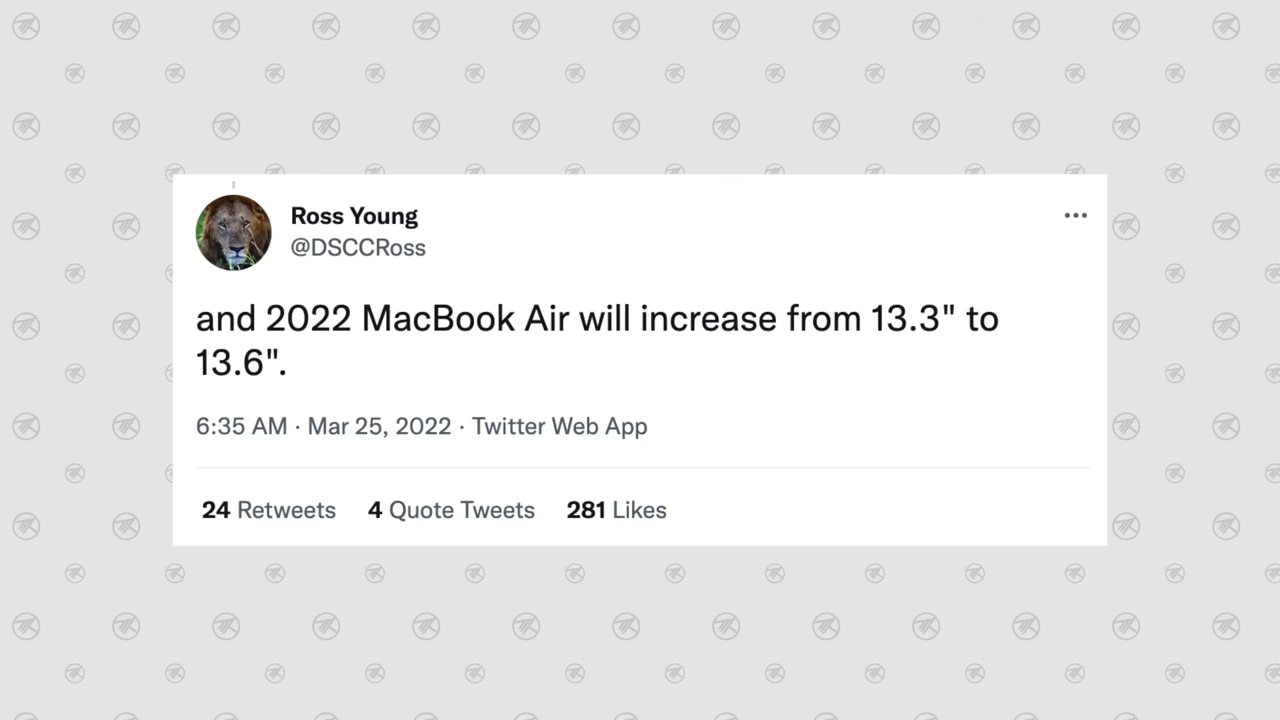 Ross Young
@DSCCRoss
and 2022 MacBook Air will increase from 13.3" to
13.6".
6:35 AM · Mar 25, 2022 · Twitter Web App
24 Retweets 4 Quote Tweets 281 Likes